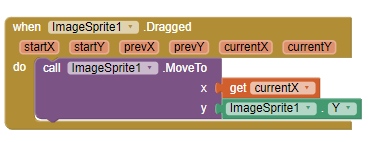 when ImageSprite1 .Dragged
startX startY prevX prevY currentX currentY
do call ImageSprite1 .MoveTo
x get currentX
y ImageSprite1 . Y